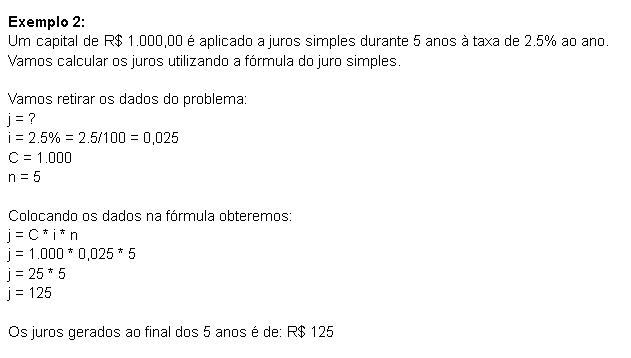 Exemplo 2:
Um capital de R$ 1.000,00 é aplicado a juros simples durante 5 anos à taxa de 2.5% ao ano.
Vamos calcular os juros utilizando a fórmula do juro simples.
Vamos retirar os dados do problema:
j = ?
i = 2.5% = 2.5/100 = 0,025
C = 1.000
n = 5
Colocando os dados na fórmula obteremos:
j = C * i * n
j = 1.000 * 0,025 * 5
j = 25 * 5
j = 125
Os juros gerados ao final dos 5 anos é de: R$ 125